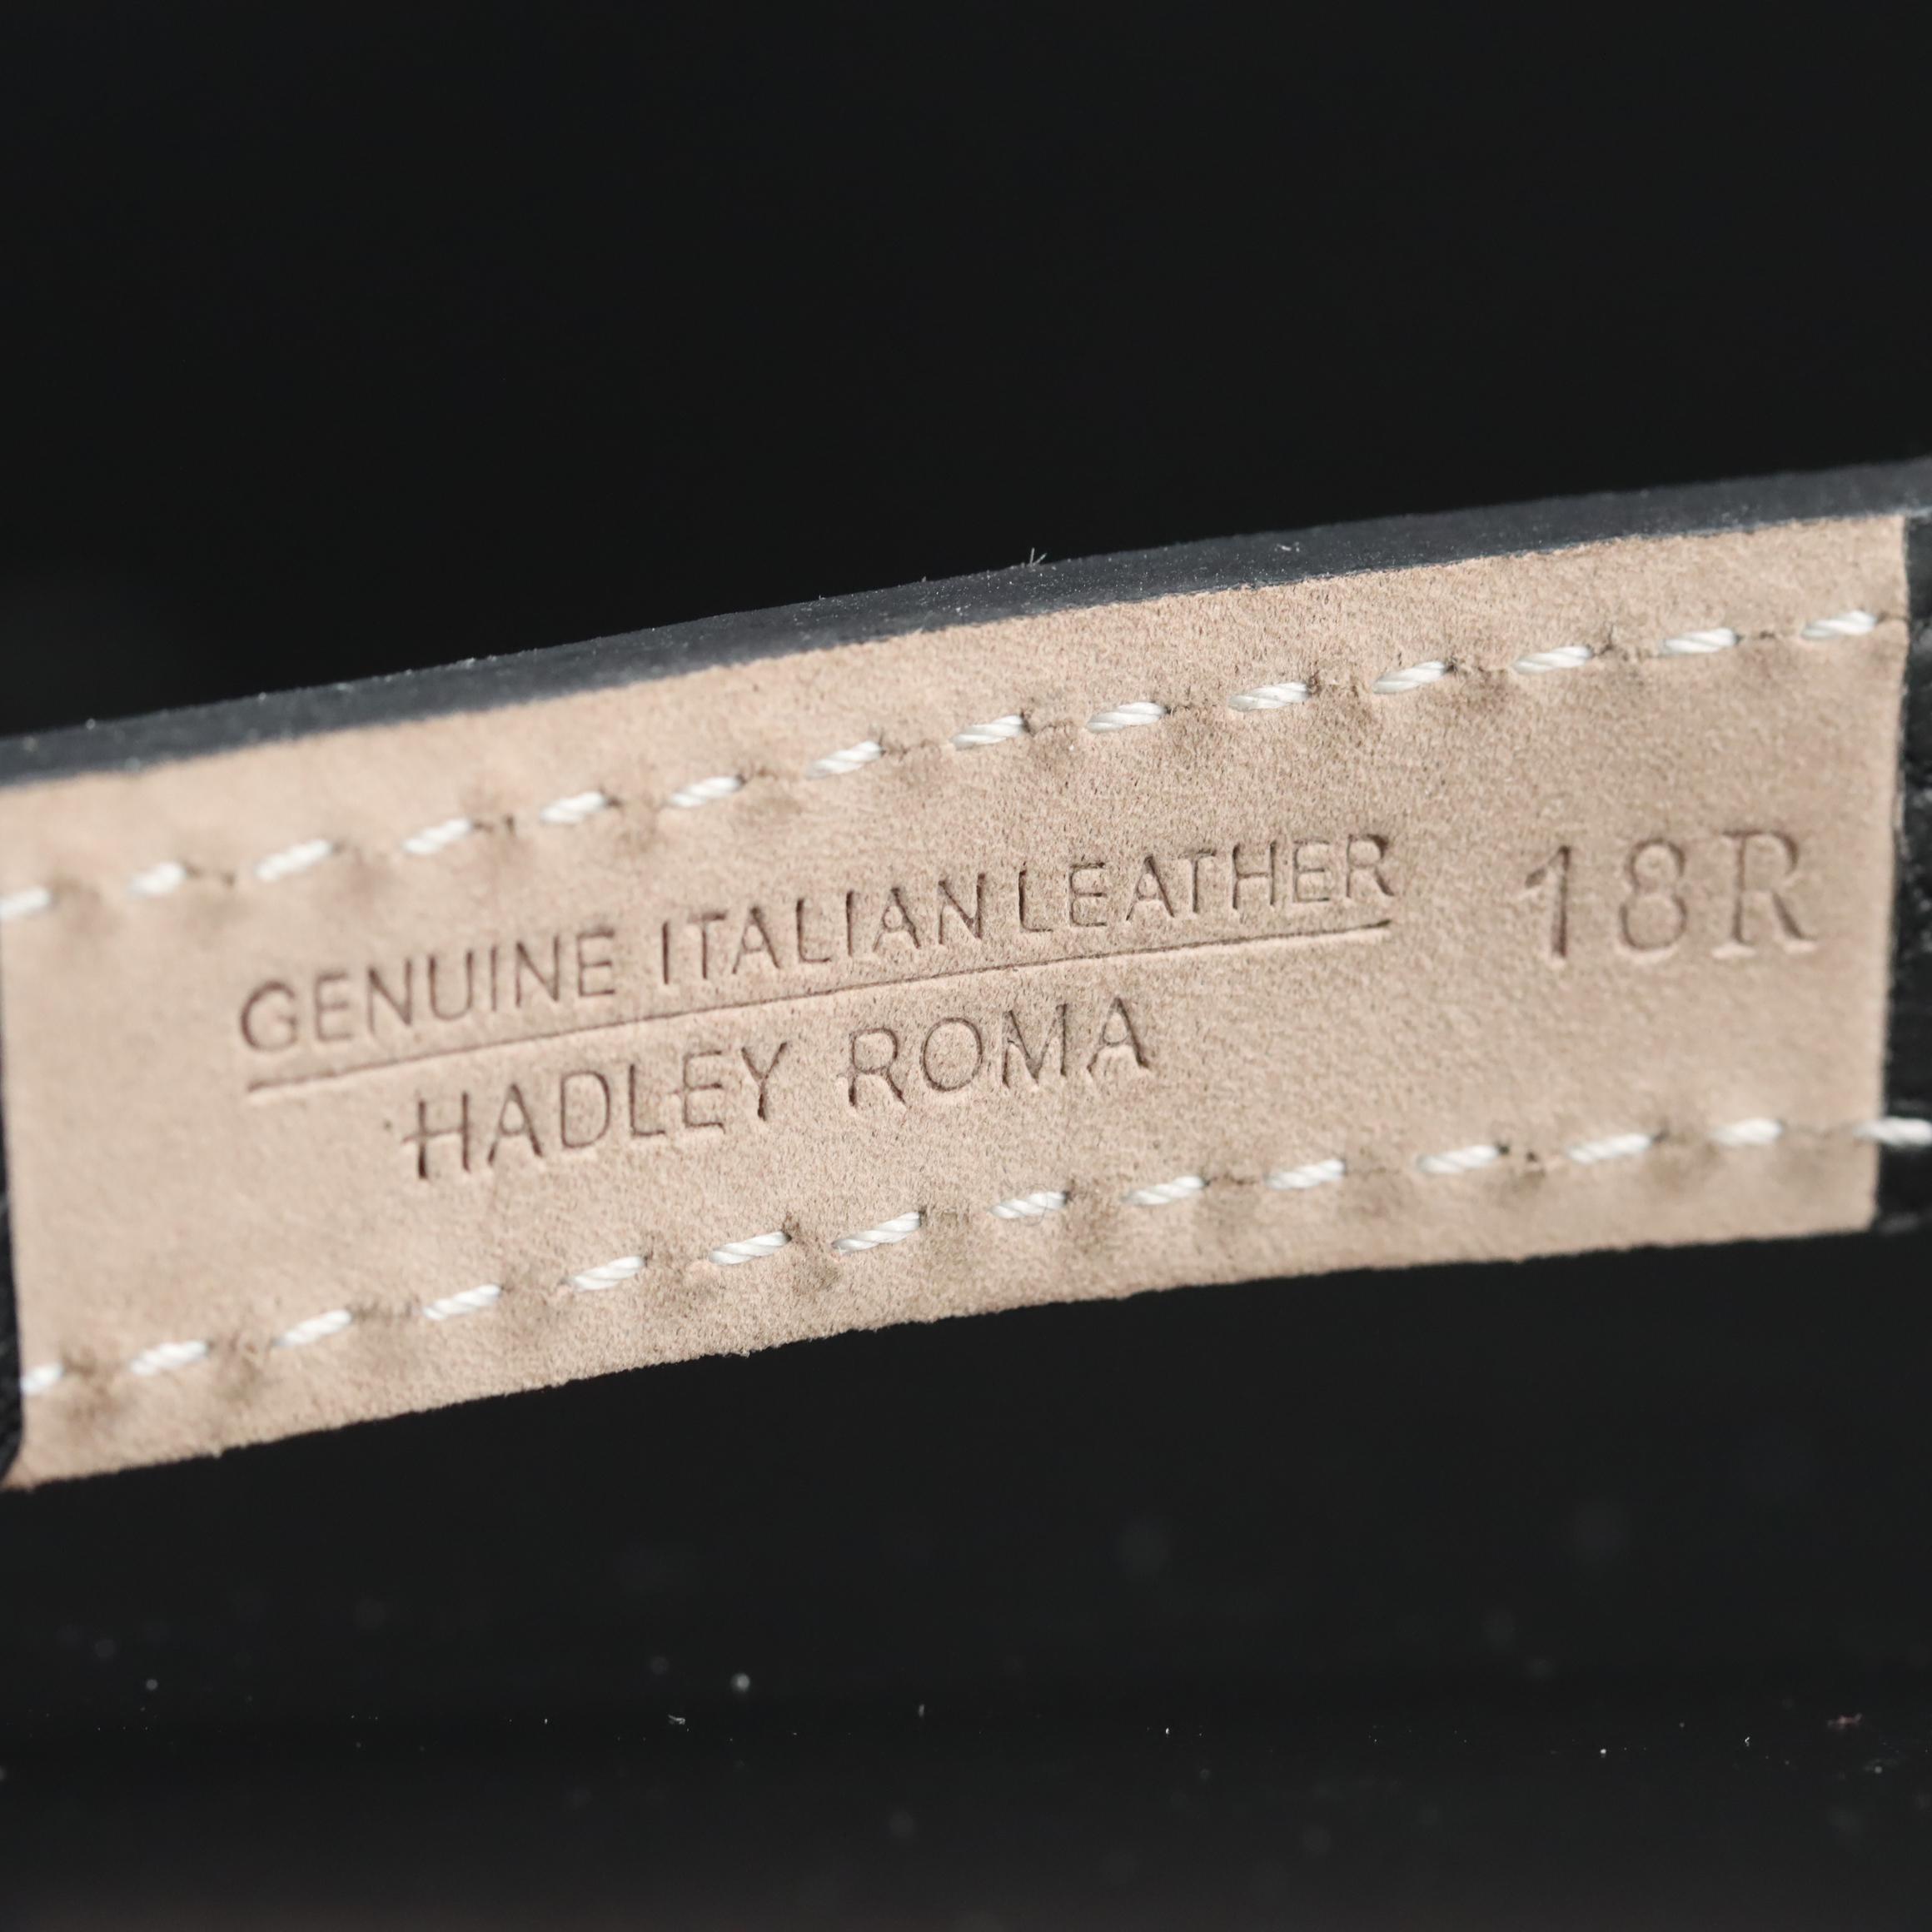 GENUINE ITALIAN LEATHER 18R
HADLEY ROMA